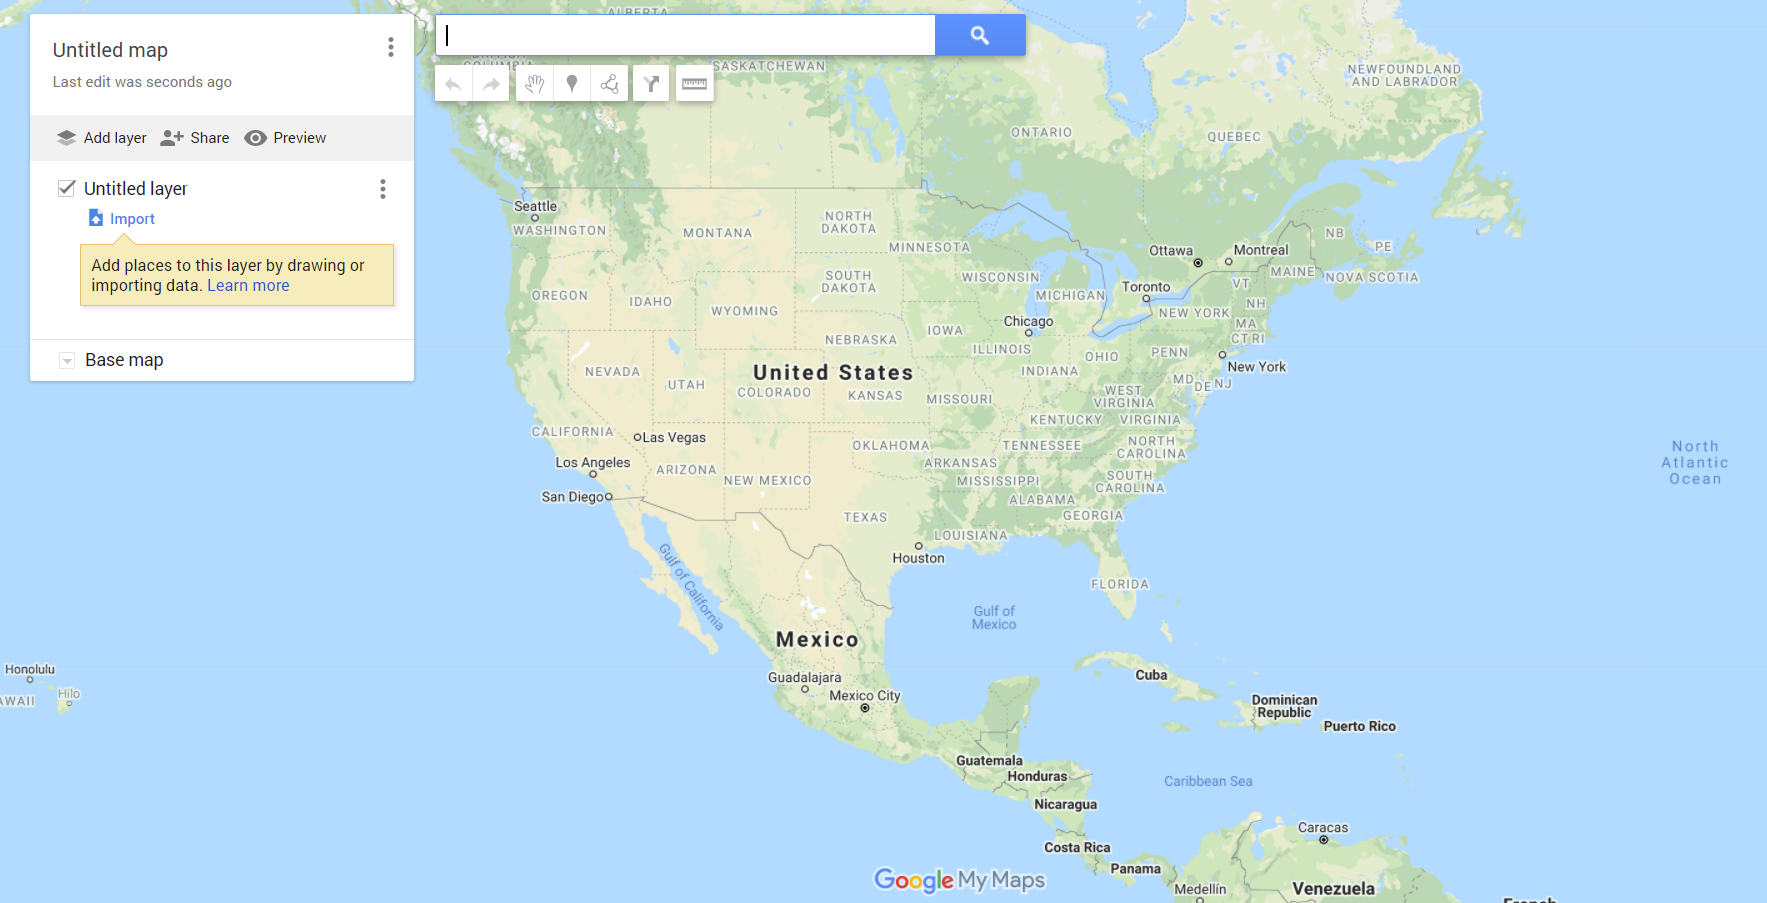 Untitled map
Last edit was seconds ago
Add layer
Share
Preview
Untitled layer
Import
Add places to this layer by drawing or
importing data. Learn more
Base map
ALBERTA
BRITISH
COLUMBIA
SASKATCHEWAN
NEWFOUNDLAND
AND LABRADOR
ONTARIO
QUEBEC
Seattle
WASHINGTON
MONTANA
NORTH
DAKOTA
MINNESOTA
Ottawa
Montreal
NB
PE
MAINE
NOVA SCOTIA
OREGON
IDAHO
SOUTH
DAKOTA
WISCONSIN
MICHIGAN
Toronto
VT
NH
WYOMING
NEW YORK
MA
CT RI
Chicago
IOWA
NEBRASKA
ILLINOIS
OHIO
PENN
New York
NEVADA
UTAH
United States
COLORADO
KANSAS
MISSOURI
INDIANA
WEST
VIRGINIA
MD
DE
NJ
KENTUCKY
VIRGINIA
CALIFORNIA
Las Vegas
OKLAHOMA
TENNESSEE
NORTH
CAROLINA
Los Angeles
ARIZONA
NEW MEXICO
ARKANSAS
MISSISSIPPI
SOUTH
CAROLINA
San Diego
ALABAMA
TEXAS
GEORGIA
LOUISIANA
Houston
FLORIDA
Gulf of California
Gulf of
Mexico
North
Atlantic
Ocean
Mexico
Honolulu
Hilo
AWAII
Guadalajara
Mexico City
Cuba
Dominican
Republic
Puerto Rico
Guatemala
Honduras
Nicaragua
Caribbean Sea
Costa Rica
Caracas
Panama
Medellín
Venezuela
French
Google My Maps